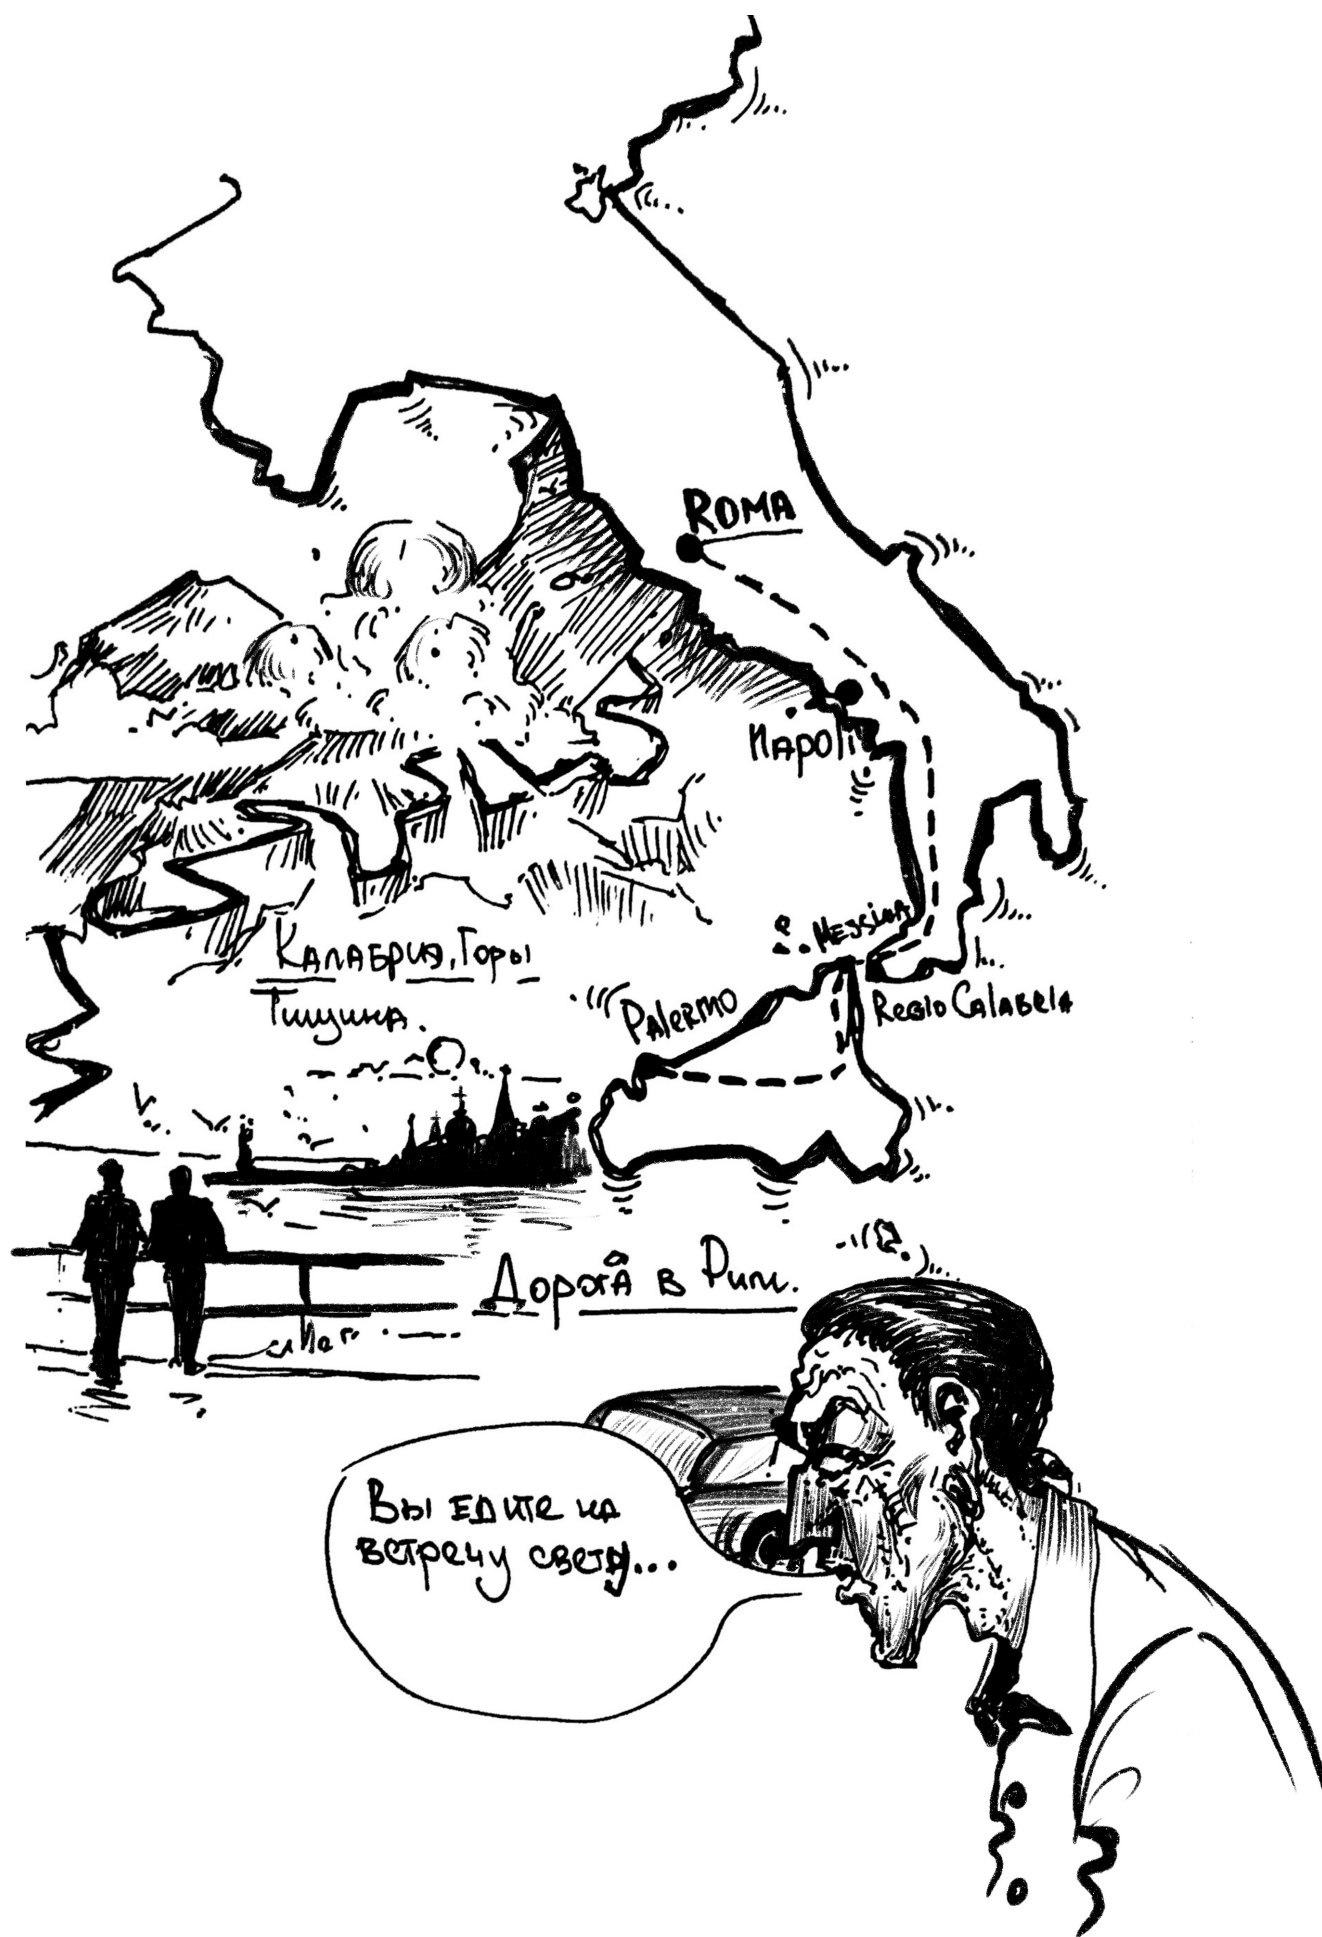 ROMA
NAPOLI
MESSINA
PALERMO
REGIO CALABRIA
КАЛАБРИЯ, ГОРЫ
Тишина.
Дорога в Рим.
Вы едите на
встречу свету...